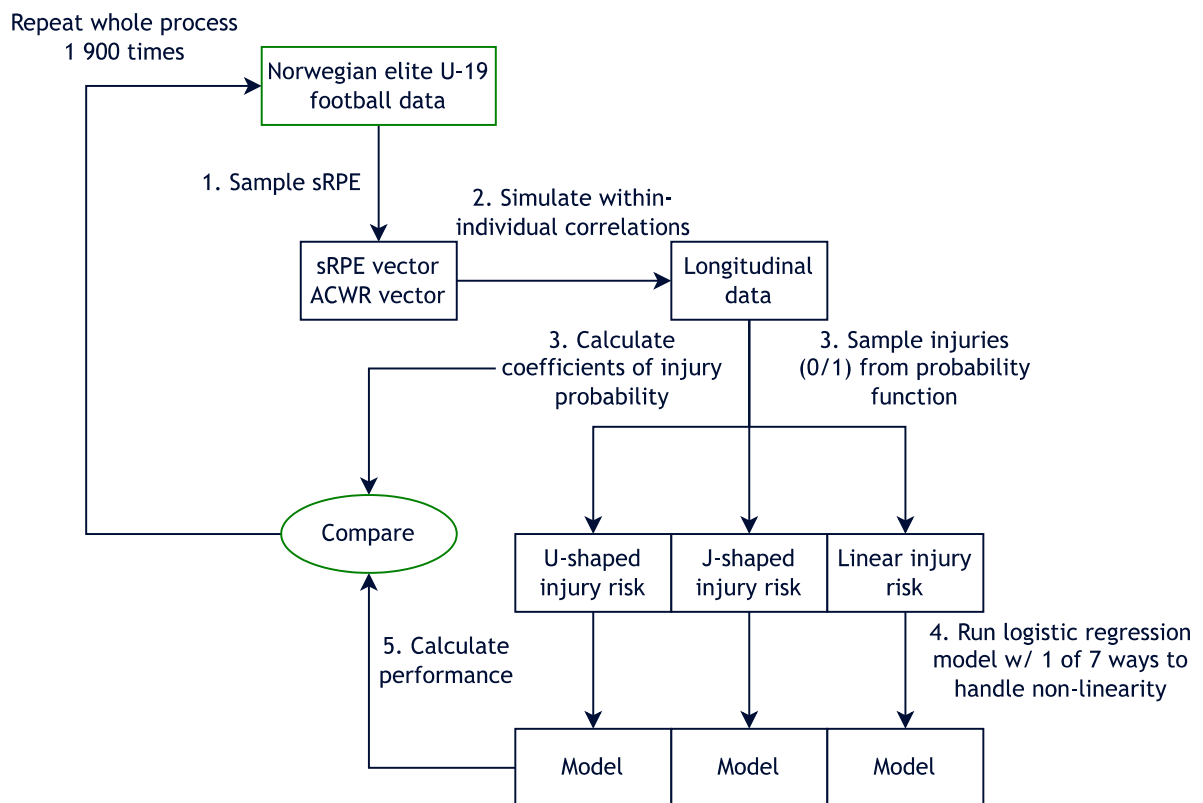 Repeat whole process
1 900 times
Norwegian elite U-19
football data
1. Sample sRPE
2. Simulate within-
individual correlations
sRPE vector
ACWR vector
Longitudinal
data
3. Calculate
coefficients of injury
probability
3. Sample injuries
(0/1) from probability
function
Compare
U-shaped
injury risk
J-shaped
injury risk
Linear injury
risk
5. Calculate
performance
4. Run logistic regression
model w/ 1 of 7 ways to
handle non-linearity
Model
Model
Model